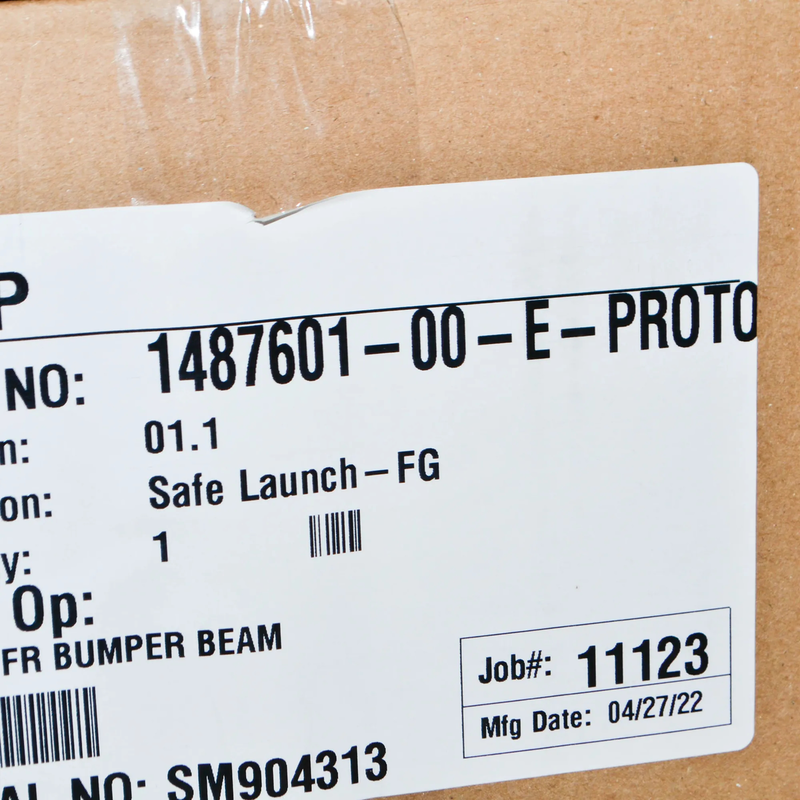 P
NO: 1487601-00-E-PROTO
n: 01.1
on: Safe Launch-FG
y: 1
Op:
FR BUMPER BEAM
Job#: 11123
Mfg Date: 04/27/22
AL NO: SM904313